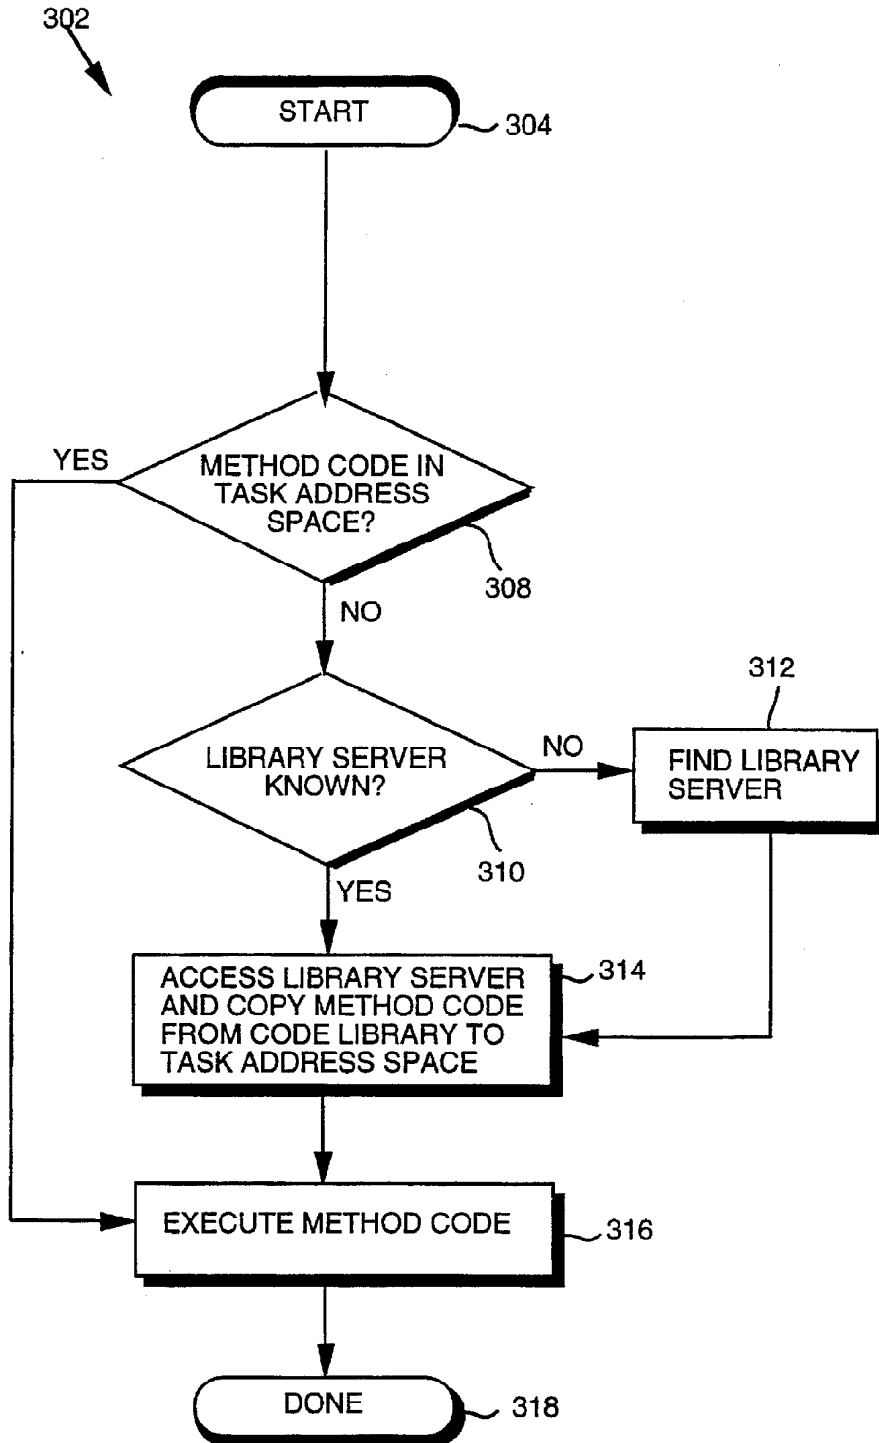 302
START
304
YES
METHOD CODE IN
TASK ADDRESS
SPACE?
308
NO
312
LIBRARY SERVER
KNOWN?
NO
FIND LIBRARY
SERVER
310
YES
ACCESS LIBRARY SERVER
AND COPY METHOD CODE
FROM CODE LIBRARY TO
TASK ADDRESS SPACE
314
EXECUTE METHOD CODE
316
DONE
318